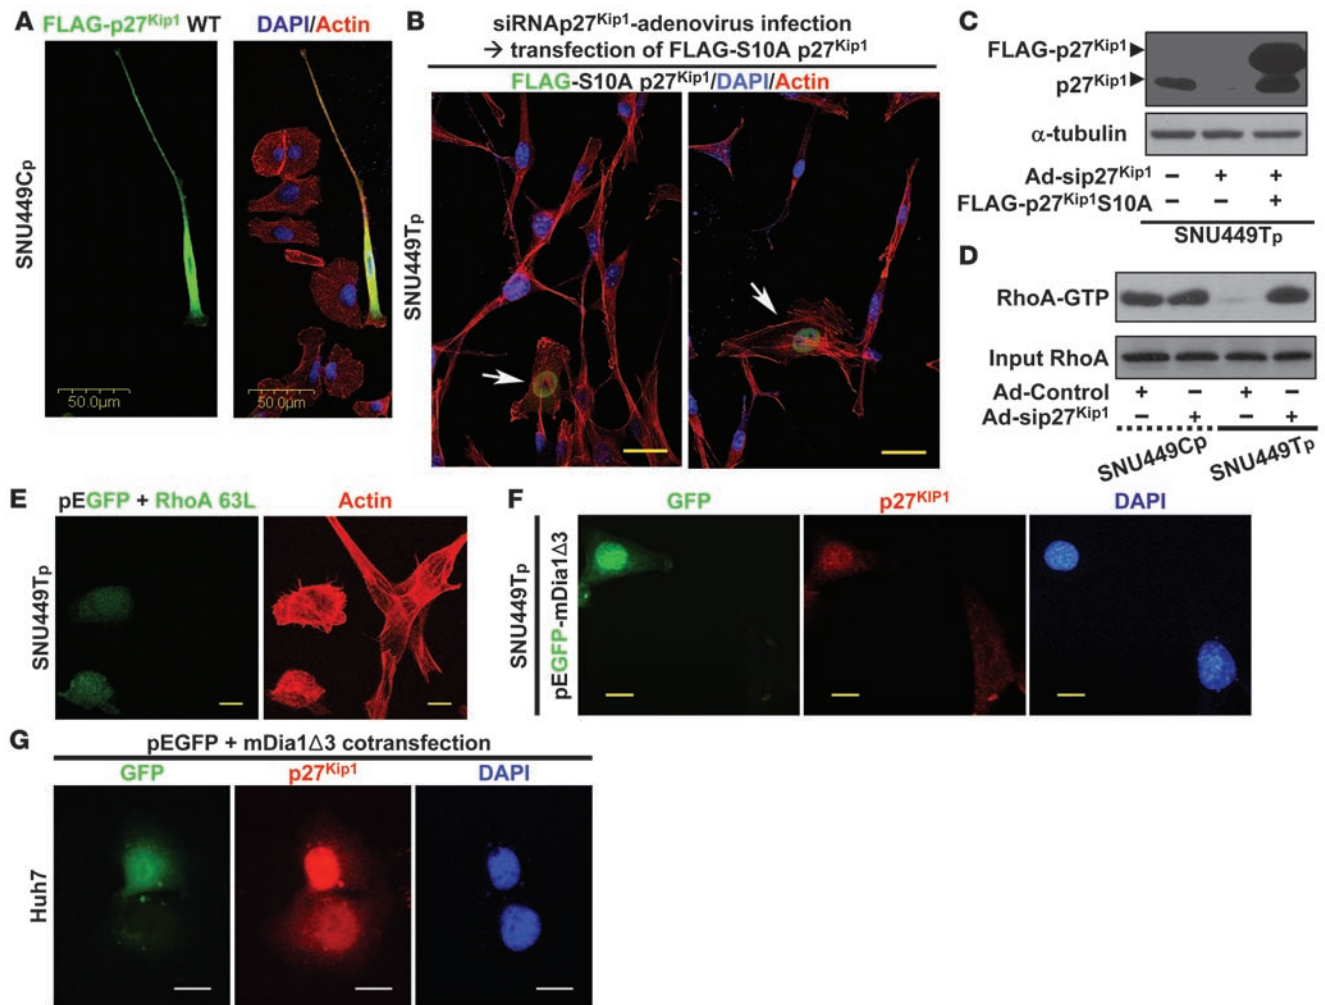 A
FLAG-p27Kip1 WT
DAPI/Actin
SNU449Cp
50.0µm
50.0µm
B
siRNAp27Kip1-adenovirus infection
→ transfection of FLAG-S10A p27Kip1
FLAG-S10A p27Kip1/DAPI/Actin
SNU449Tp
C
FLAG-p27Kip1
p27Kip1
α-tubulin
Ad-sip27Kip1 – + +
FLAG-p27Kip1S10A – – +
SNU449Tp
D
RhoA-GTP
Input RhoA
Ad-Control + – + –
Ad-sip27Kip1 – + – +
SNU449Cp SNU449Tp
E
pEGFP + RhoA 63L
Actin
SNU449Tp
F
GFP
p27KIP1
DAPI
SNU449Tp
pEGFP-mDia1Δ3
G
pEGFP + mDia1Δ3 cotransfection
GFP
p27Kip1
DAPI
Huh7